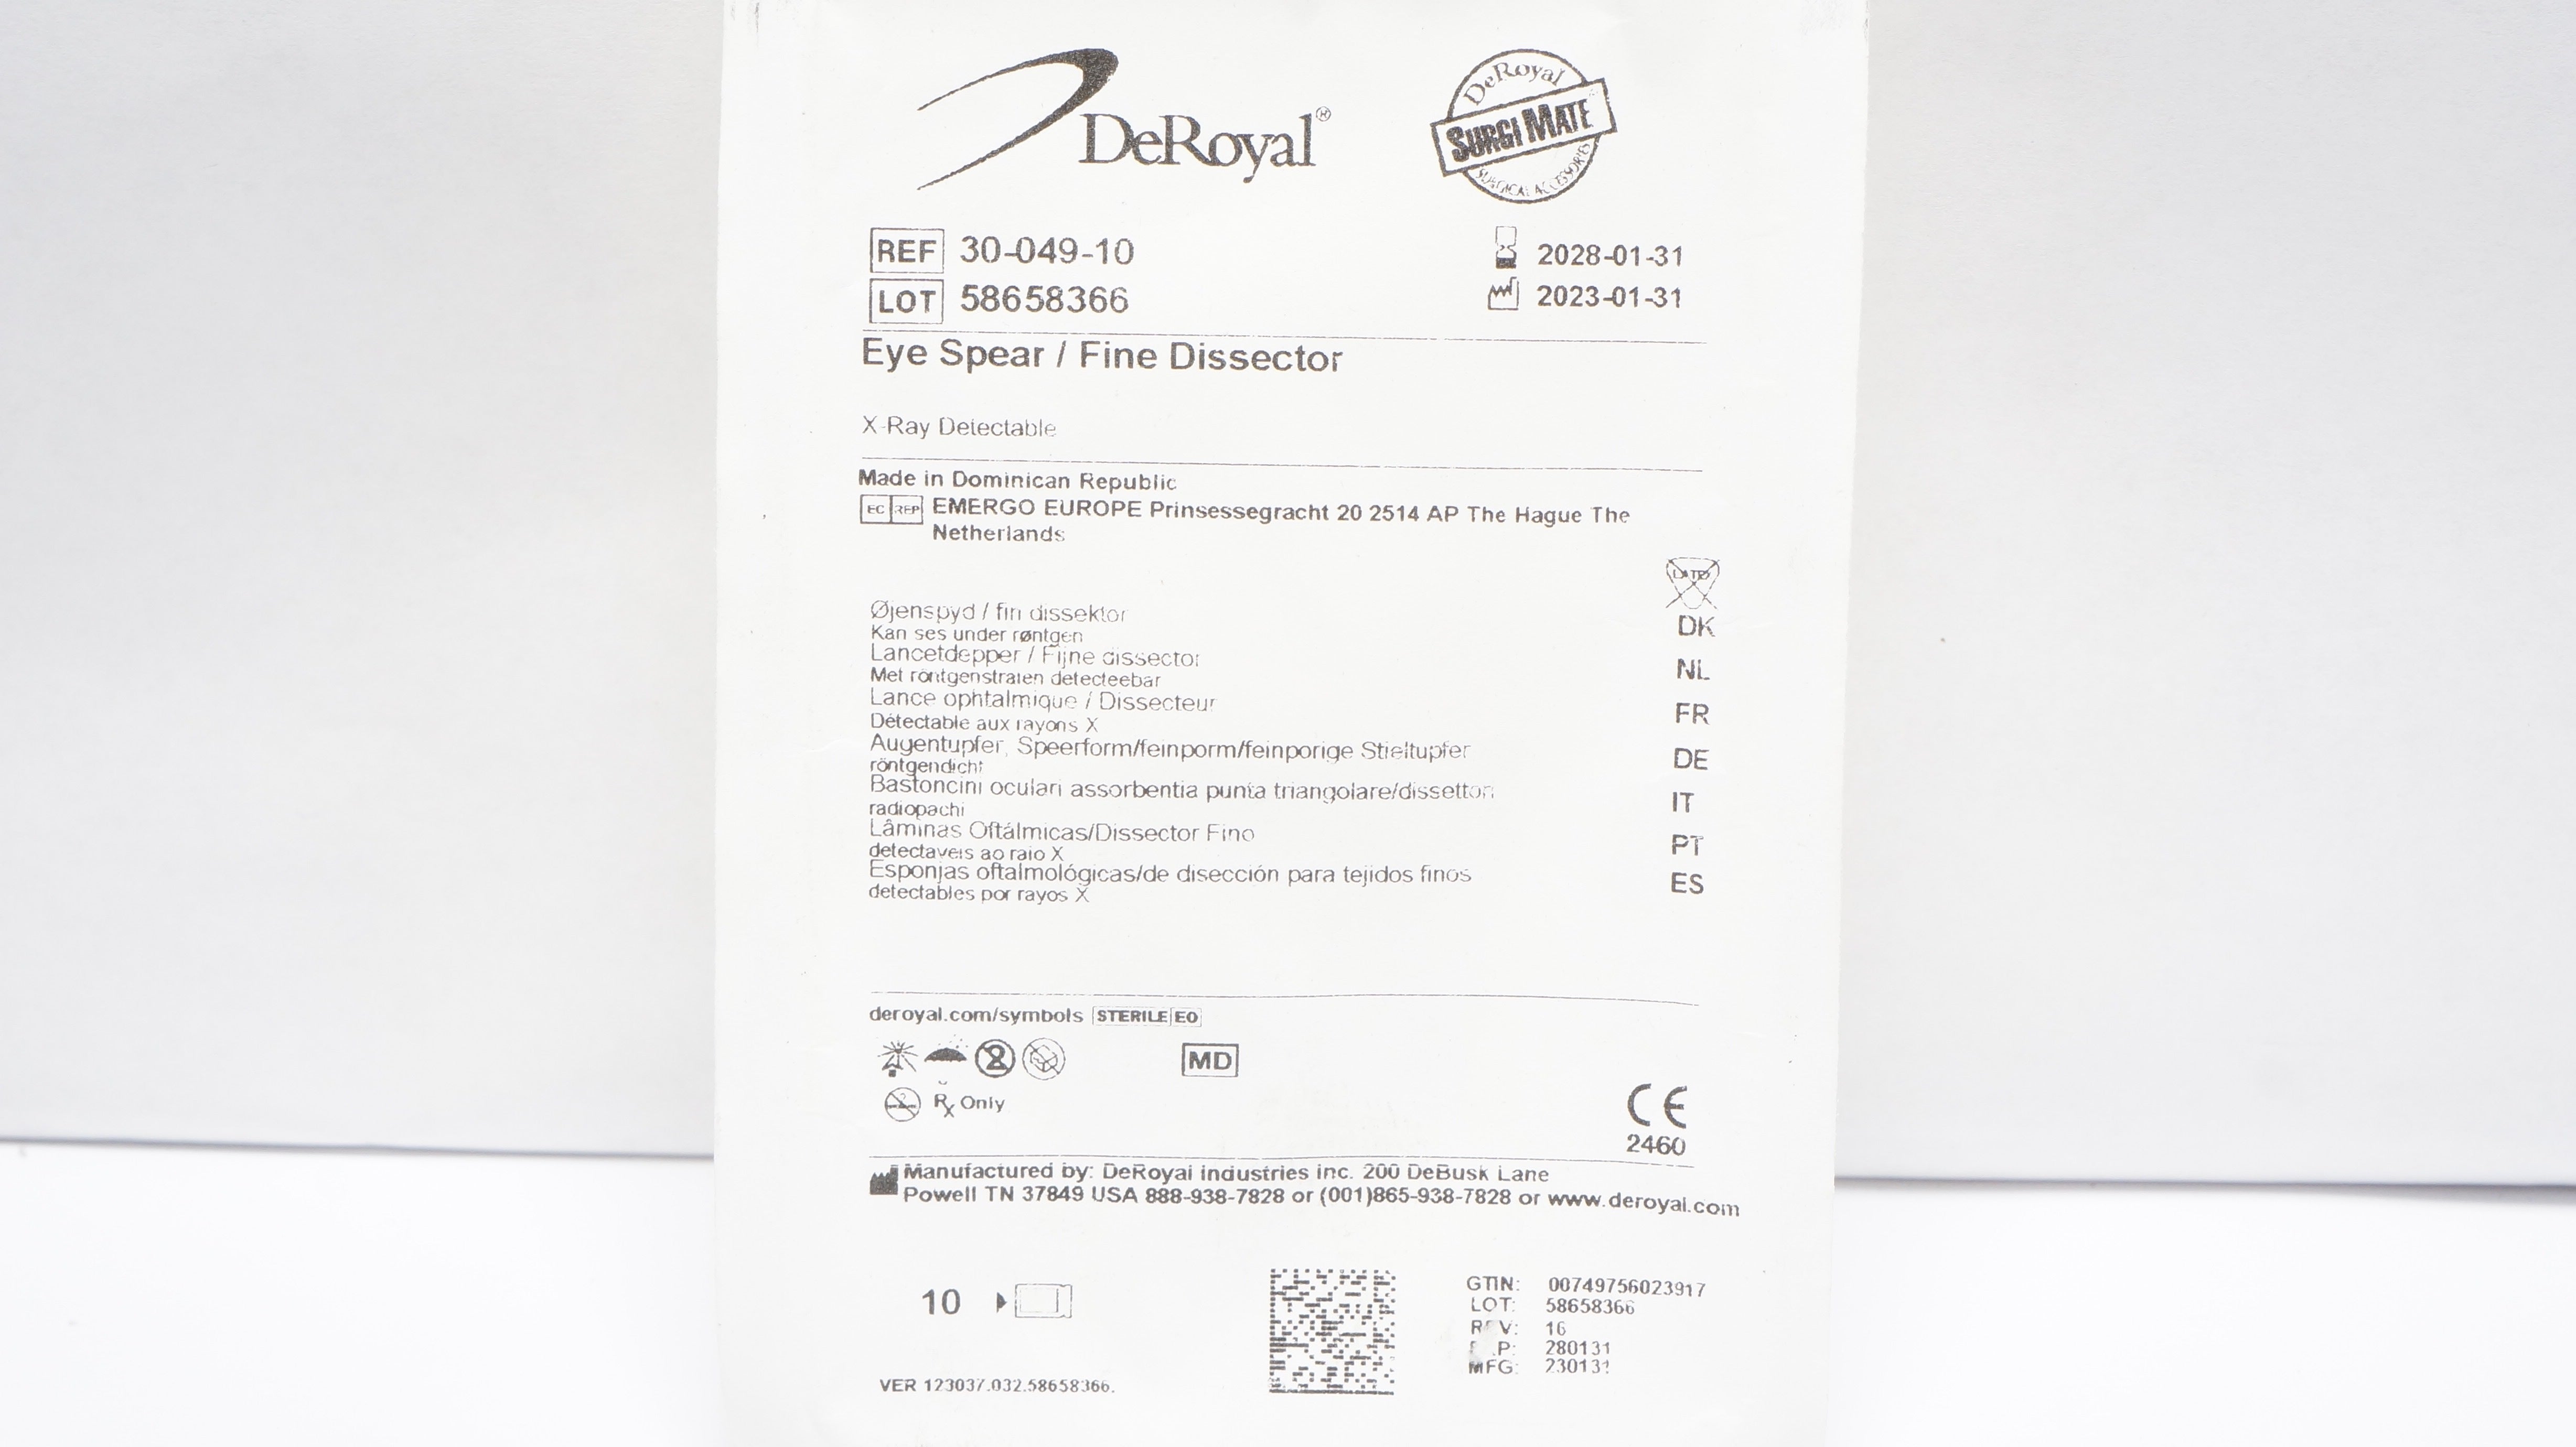 DeRoyal®
DeRoyal
SURGI MATE
SURGICAL ACCESSORIES
REF 30-049-10
2028-01-31
LOT 58658366
2023-01-31
Eye Spear / Fine Dissector
X-Ray Detectable
Made in Dominican Republic
EC REP EMERGO EUROPE Prinsessegracht 20 2514 AP The Hague The
Netherlands
LATEX
Øjenspyd / fin dissektor
DK
Kan ses under røntgen
Lancetdepper / Fijne dissector
NL
Met röntgenstralen detecteebar
Lance ophtalmique / Dissecteur
FR
Détectable aux rayons X
Augentupfer, Speerform/feinporm/feinporige Stieltupfer
DE
röntgendicht
Bastoncini oculari assorbentia punta triangolare/dissettori
IT
radiopachi
Lâminas Oftálmicas/Dissector Fino
PT
detectaveis ao raio X
Esponjas oftalmológicas/de disección para tejidos finos
ES
detectables por rayos X
deroyal.com/symbols STERILE EO
2
MD
Rx Only
CE
2460
Manufactured by: DeRoyal Industries Inc. 200 DeBusk Lane
Powell TN 37849 USA 888-938-7828 or (001)865-938-7828 or www.deroyal.com
10
GTIN: 00749756023917
LOT: 58658366
REV: 16
EXP: 280131
MFG: 230131
VER 123037.032.58658366.